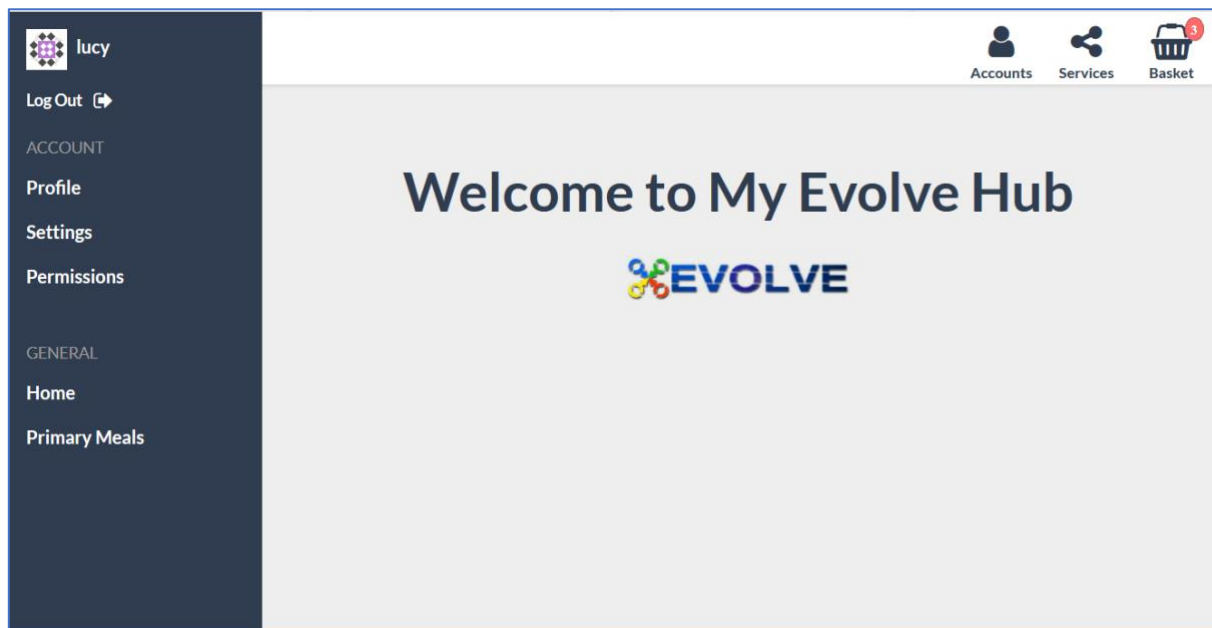 lucy
Log Out
ACCOUNT
Profile
Settings
Permissions
GENERAL
Home
Primary Meals
Accounts
Services
3
Basket
Welcome to My Evolve Hub
EVOLVE